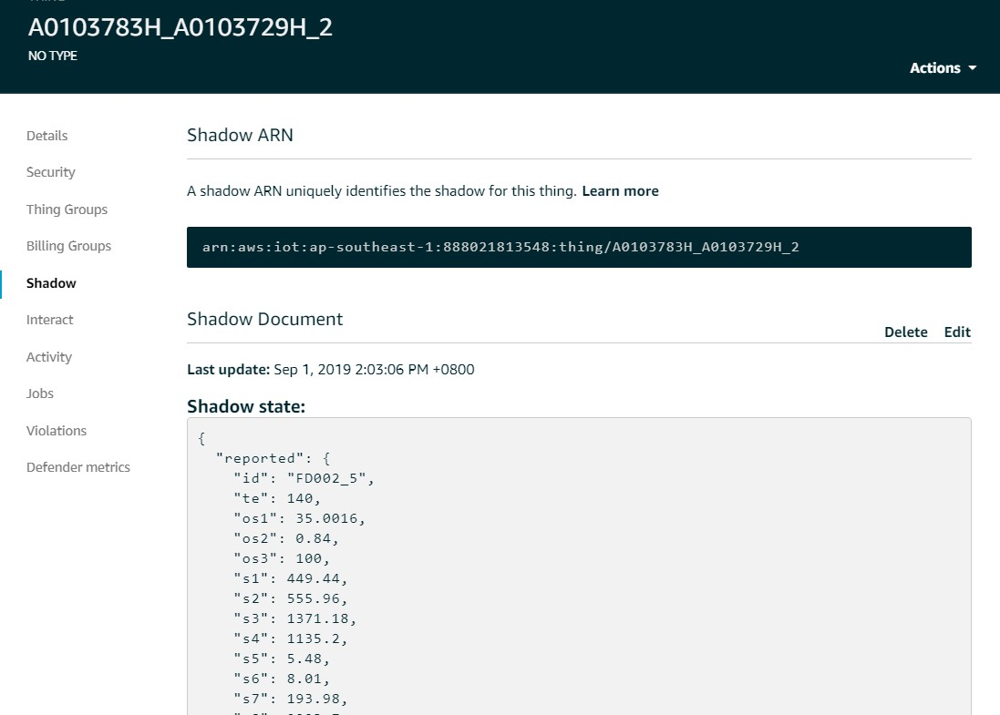 A0103783H_A0103729H_2
NO TYPE
Actions
Details
Security
Thing Groups
Billing Groups
Shadow
Interact
Activity
Jobs
Violations
Defender metrics
Shadow ARN
A shadow ARN uniquely identifies the shadow for this thing. Learn more
arn:aws:iot:ap-southeast-1:888021813548:thing/A0103783H_A0103729H_2
Shadow Document
Delete Edit
Last update: Sep 1, 2019 2:03:06 PM +0800
Shadow state:
{
"reported": {
"id": "FD002_5",
"te": 140,
"os1": 35.0016,
"os2": 0.84,
"os3": 100,
"s1": 449.44,
"s2": 555.96,
"s3": 1371.18,
"s4": 1135.2,
"s5": 5.48,
"s6": 8.01,
"s7": 193.98,